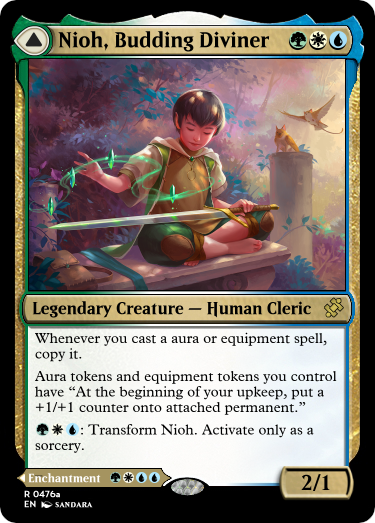 Nioh, Budding Diviner
Legendary Creature — Human Cleric
Whenever you cast a aura or equipment spell,
copy it.
Aura tokens and equipment tokens you control
have “At the beginning of your upkeep, put a
+1/+1 counter onto attached permanent.”
: Transform Nioh. Activate only as a
sorcery.
Enchantment
2/1
R 0476a
EN SANDARA